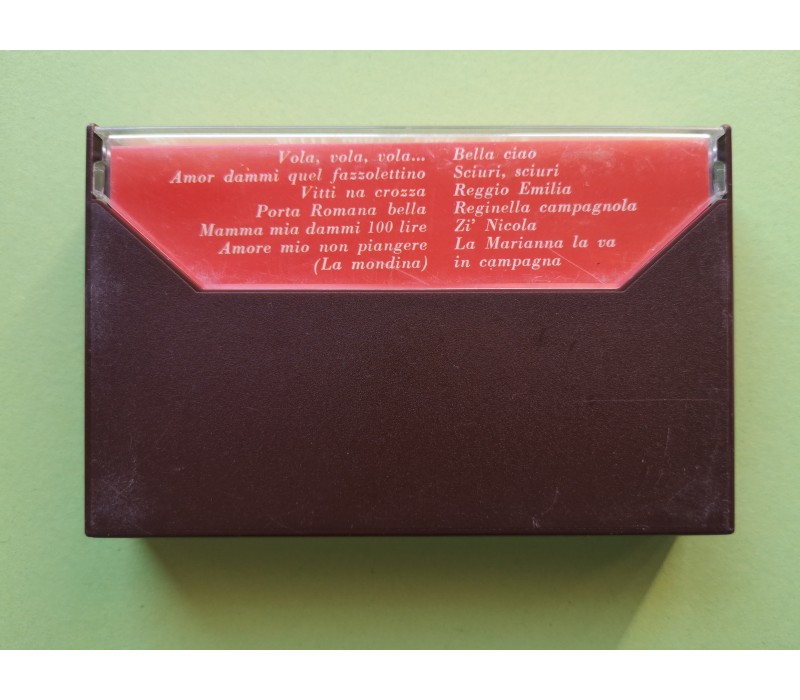 Vola, vola, vola...
Amor dammi quel fazzolettino
Vitti na crozza
Porta Romana bella
Mamma mia dammi 100 lire
Amore mio non piangere
(La mondina)
Bella ciao
Sciuri, sciuri
Reggio Emilia
Reginella campagnola
Zi' Nicola
La Marianna la va
in campagna